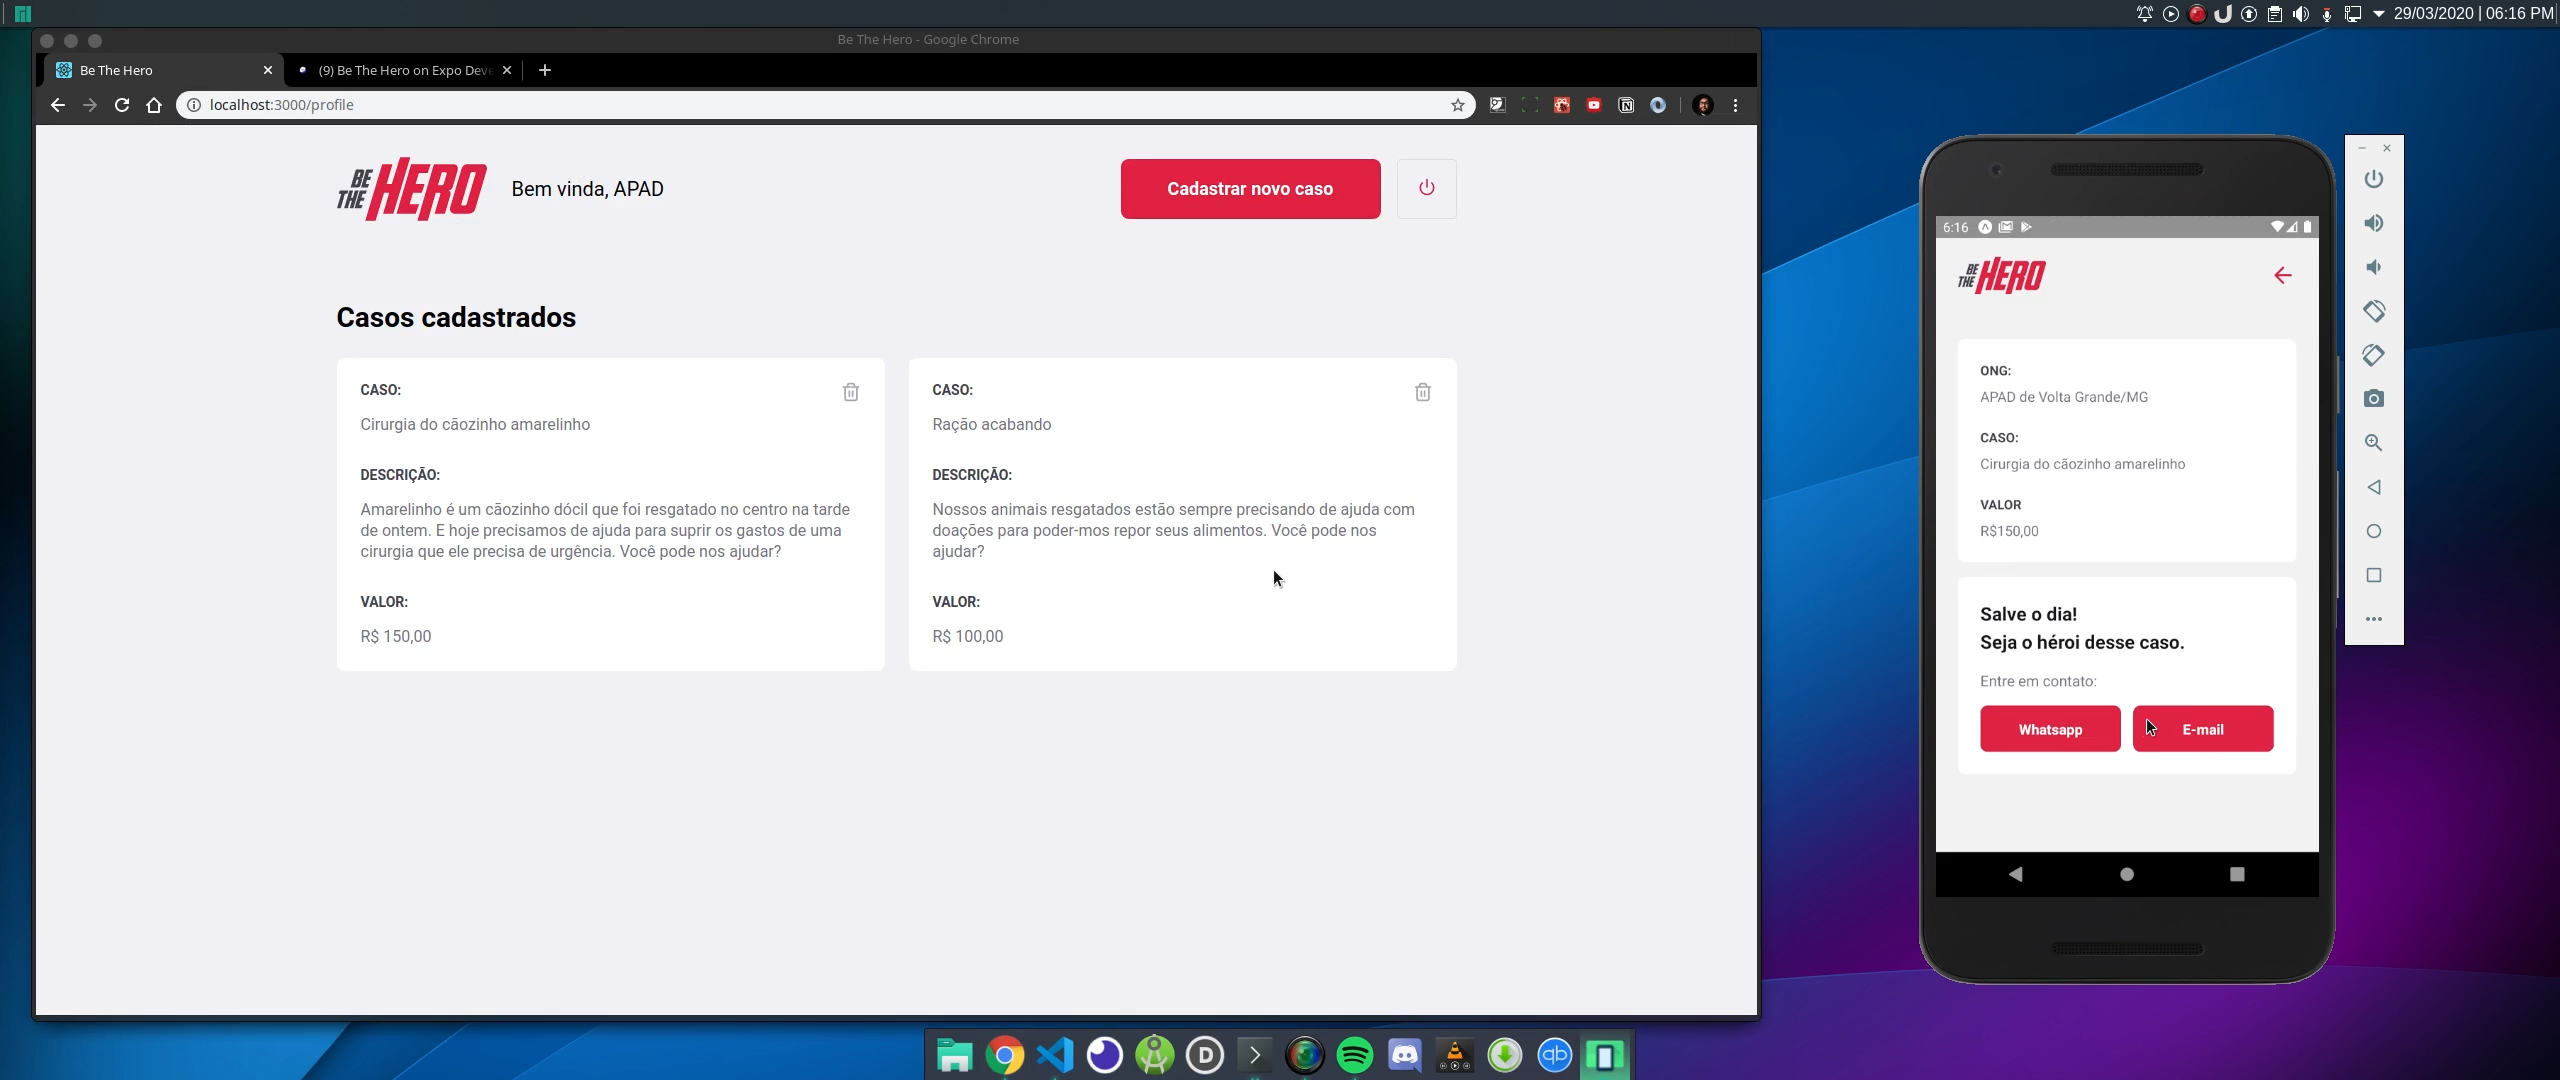 29/03/2020 | 06:16 PM
Be The Hero - Google Chrome
Be The Hero
(9) Be The Hero on Expo Deve
localhost:3000/profile
BE THE HERO
Bem vinda, APAD
Cadastrar novo caso
Casos cadastrados
CASO:
Cirurgia do cãozinho amarelinho
DESCRIÇÃO:
Amarelinho é um cãozinho dócil que foi resgatado no centro na tarde
de ontem. E hoje precisamos de ajuda para suprir os gastos de uma
cirurgia que ele precisa de urgência. Você pode nos ajudar?
VALOR:
R$ 150,00
CASO:
Ração acabando
DESCRIÇÃO:
Nossos animais resgatados estão sempre precisando de ajuda com
doações para poder-mos repor seus alimentos. Você pode nos
ajudar?
VALOR:
R$ 100,00
6:16
BE THE HERO
ONG:
APAD de Volta Grande/MG
CASO:
Cirurgia do cãozinho amarelinho
VALOR
R$150,00
Salve o dia!
Seja o héroi desse caso.
Entre em contato:
Whatsapp
E-mail
D
qb